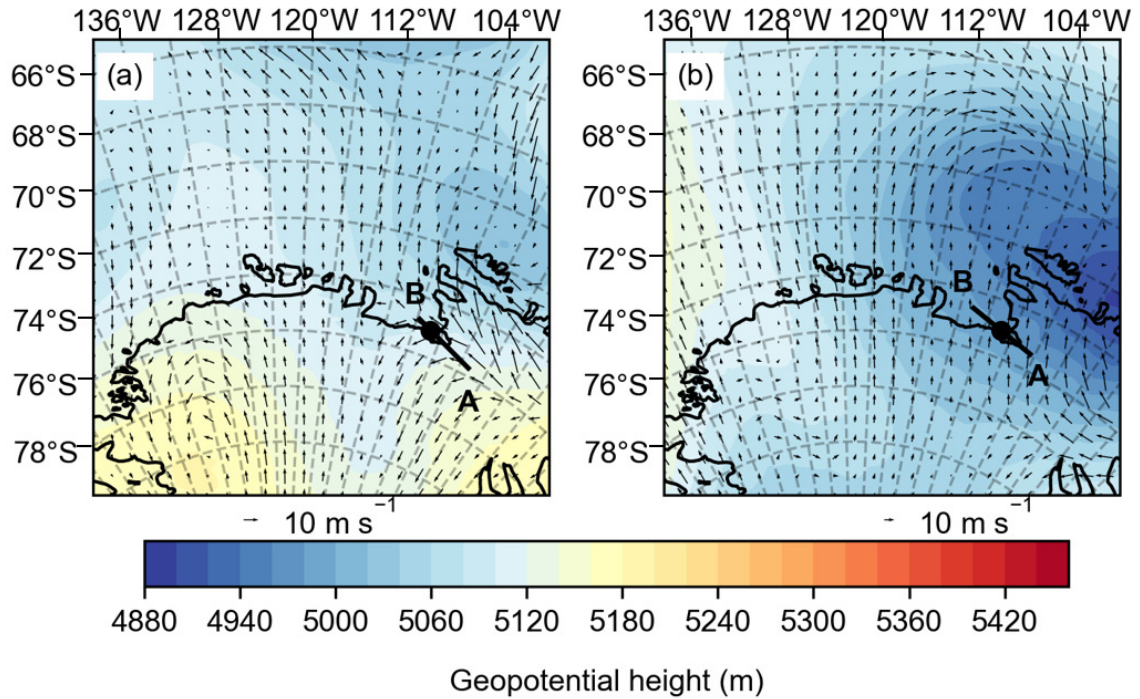 136°W 128°W 120°W 112°W 104°W 136°W 128°W 120°W 112°W 104°W
(a) (b)
66°S 66°S
68°S 68°S
70°S 70°S
72°S 72°S
B B
74°S 74°S
76°S 76°S
A A
78°S 78°S
10 m s⁻¹ 10 m s⁻¹
4880 4940 5000 5060 5120 5180 5240 5300 5360 5420
Geopotential height (m)